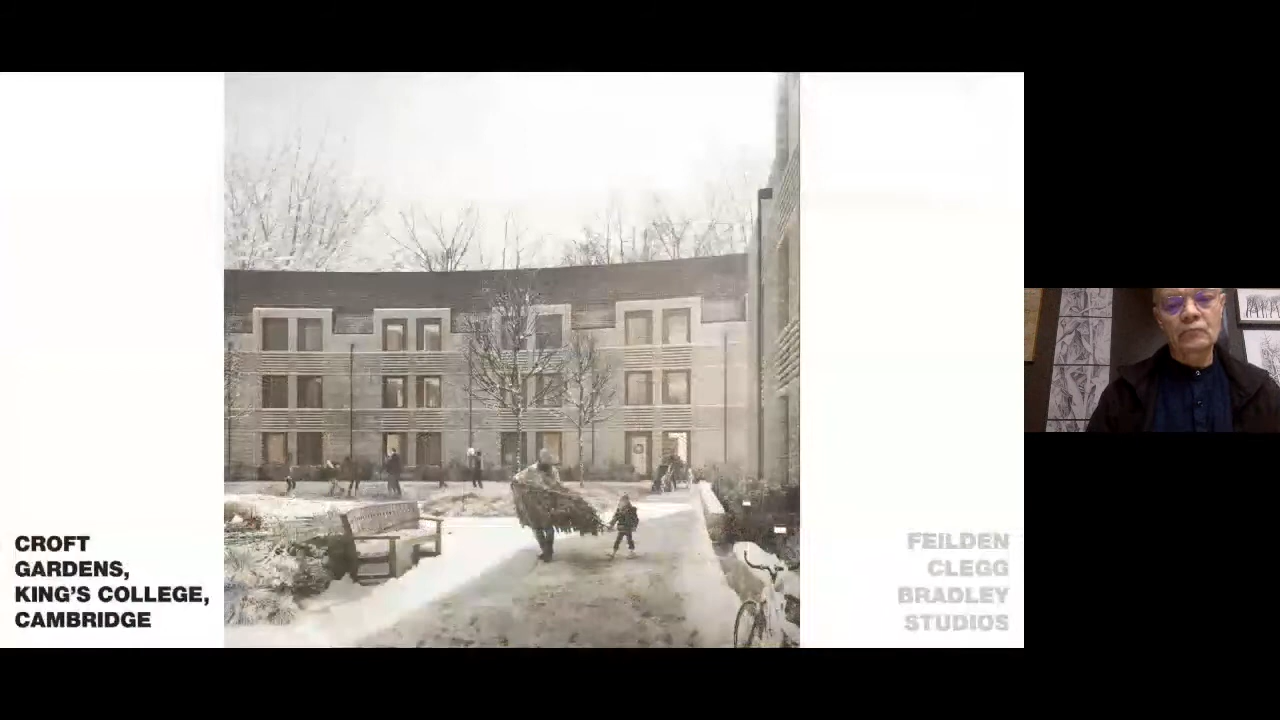 CROFT
GARDENS,
KING'S COLLEGE,
CAMBRIDGE
FEILDEN
CLEGG
BRADLEY
STUDIOS